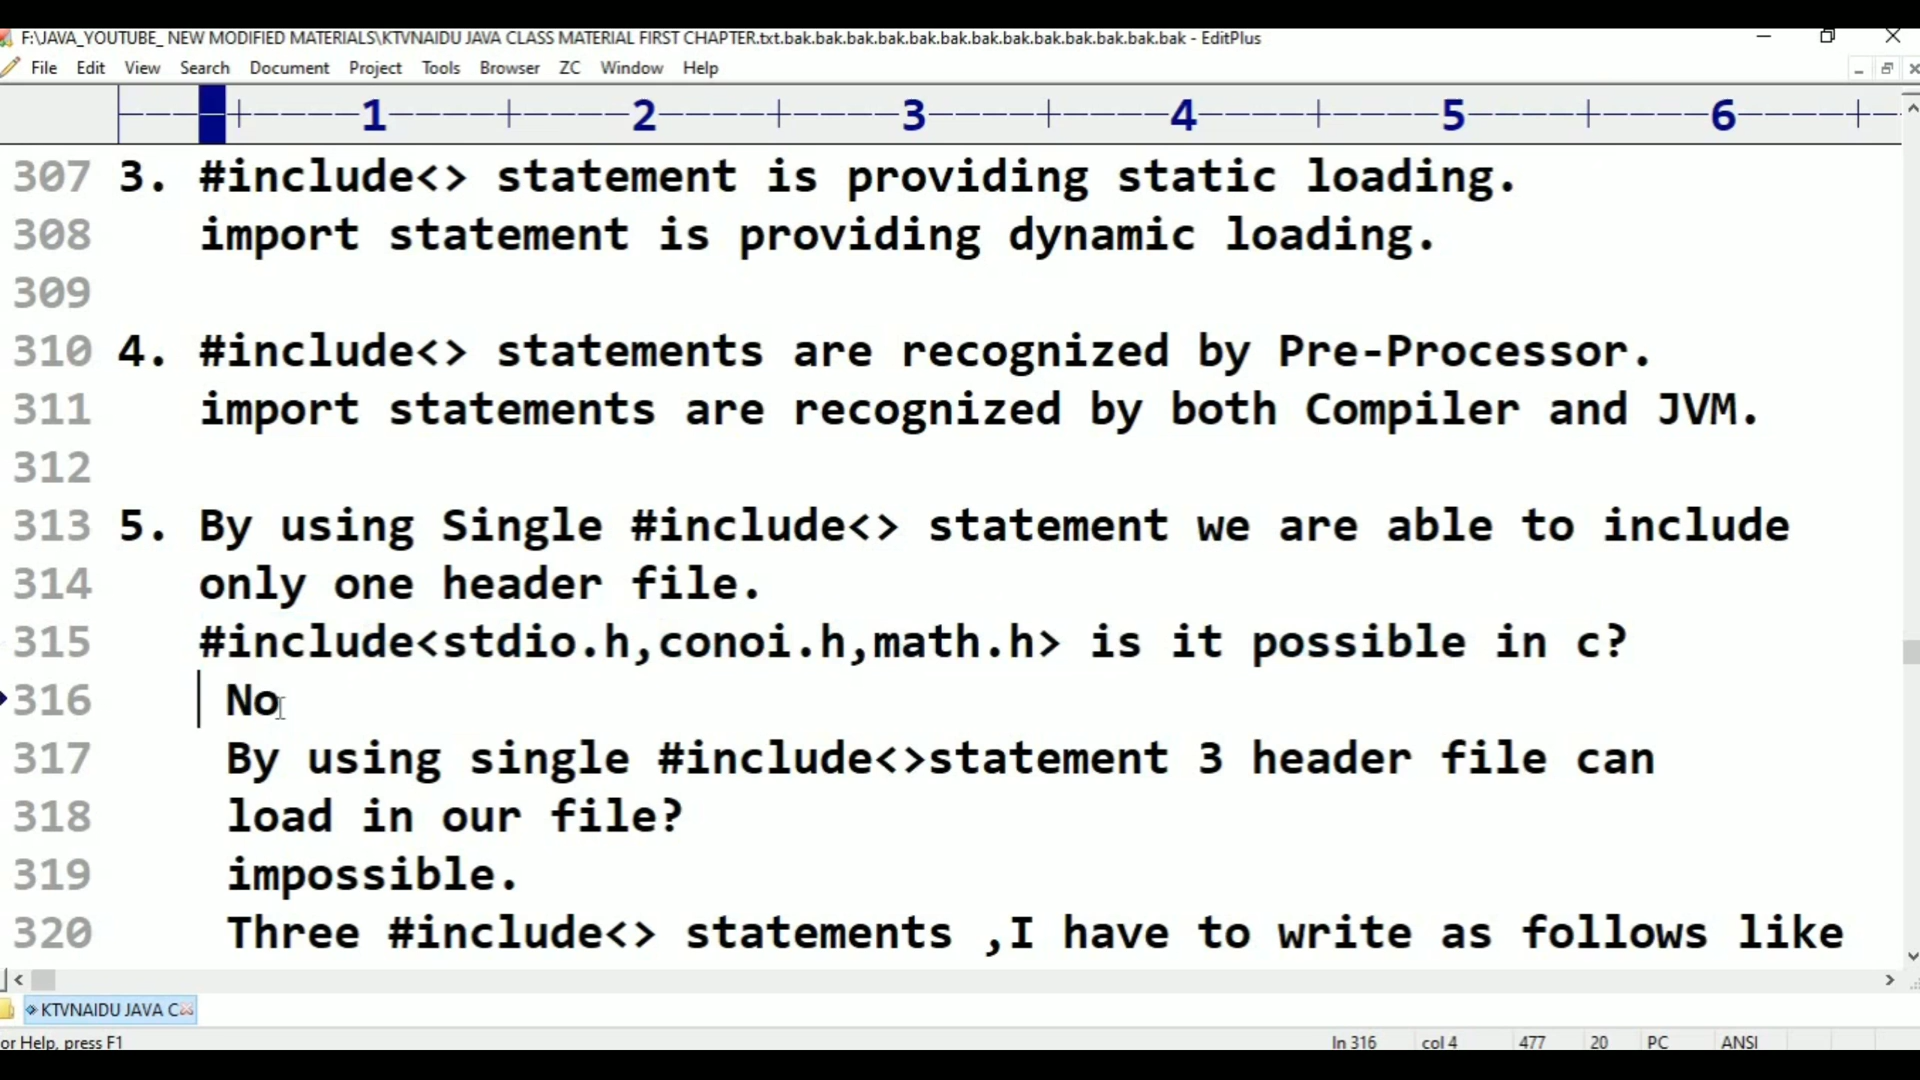 F:\JAVA_YOUTUBE_ NEW MODIFIED MATERIALS\KTVNAIDU JAVA CLASS MATERIAL FIRST CHAPTER.txt.bak.bak.bak.bak.bak.bak.bak.bak.bak.bak.bak.bak.bak - EditPlus
File Edit View Search Document Project Tools Browser ZC Window Help
1 2 3 4 5 6
307 3. #include<> statement is providing static loading.
308 import statement is providing dynamic loading.
309
310 4. #include<> statements are recognized by Pre-Processor.
311 import statements are recognized by both Compiler and JVM.
312
313 5. By using Single #include<> statement we are able to include
314 only one header file.
315 #include<stdio.h,conoi.h,math.h> is it possible in c?
316 No
317 By using single #include<>statement 3 header file can
318 load in our file?
319 impossible.
320 Three #include<> statements ,I have to write as follows like
KTVNAIDU JAVA C
or Help, press F1 ln 316 col 4 477 20 PC ANSI